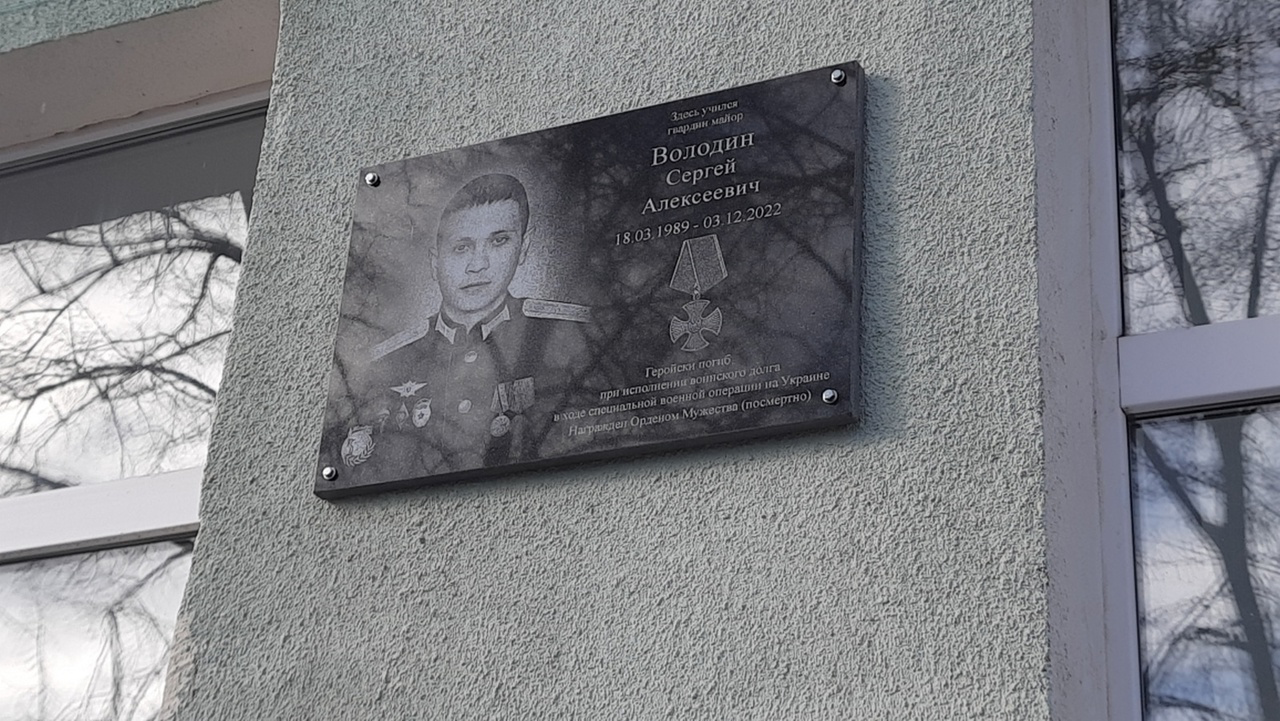 Здесь учился
гвардии майор
Володин
Сергей
Алексеевич
18.03.1989 - 03.12.2022
Геройски погиб
при исполнении воинского долга
в ходе специальной военной операции на Украине
Награжден Орденом Мужества (посмертно)